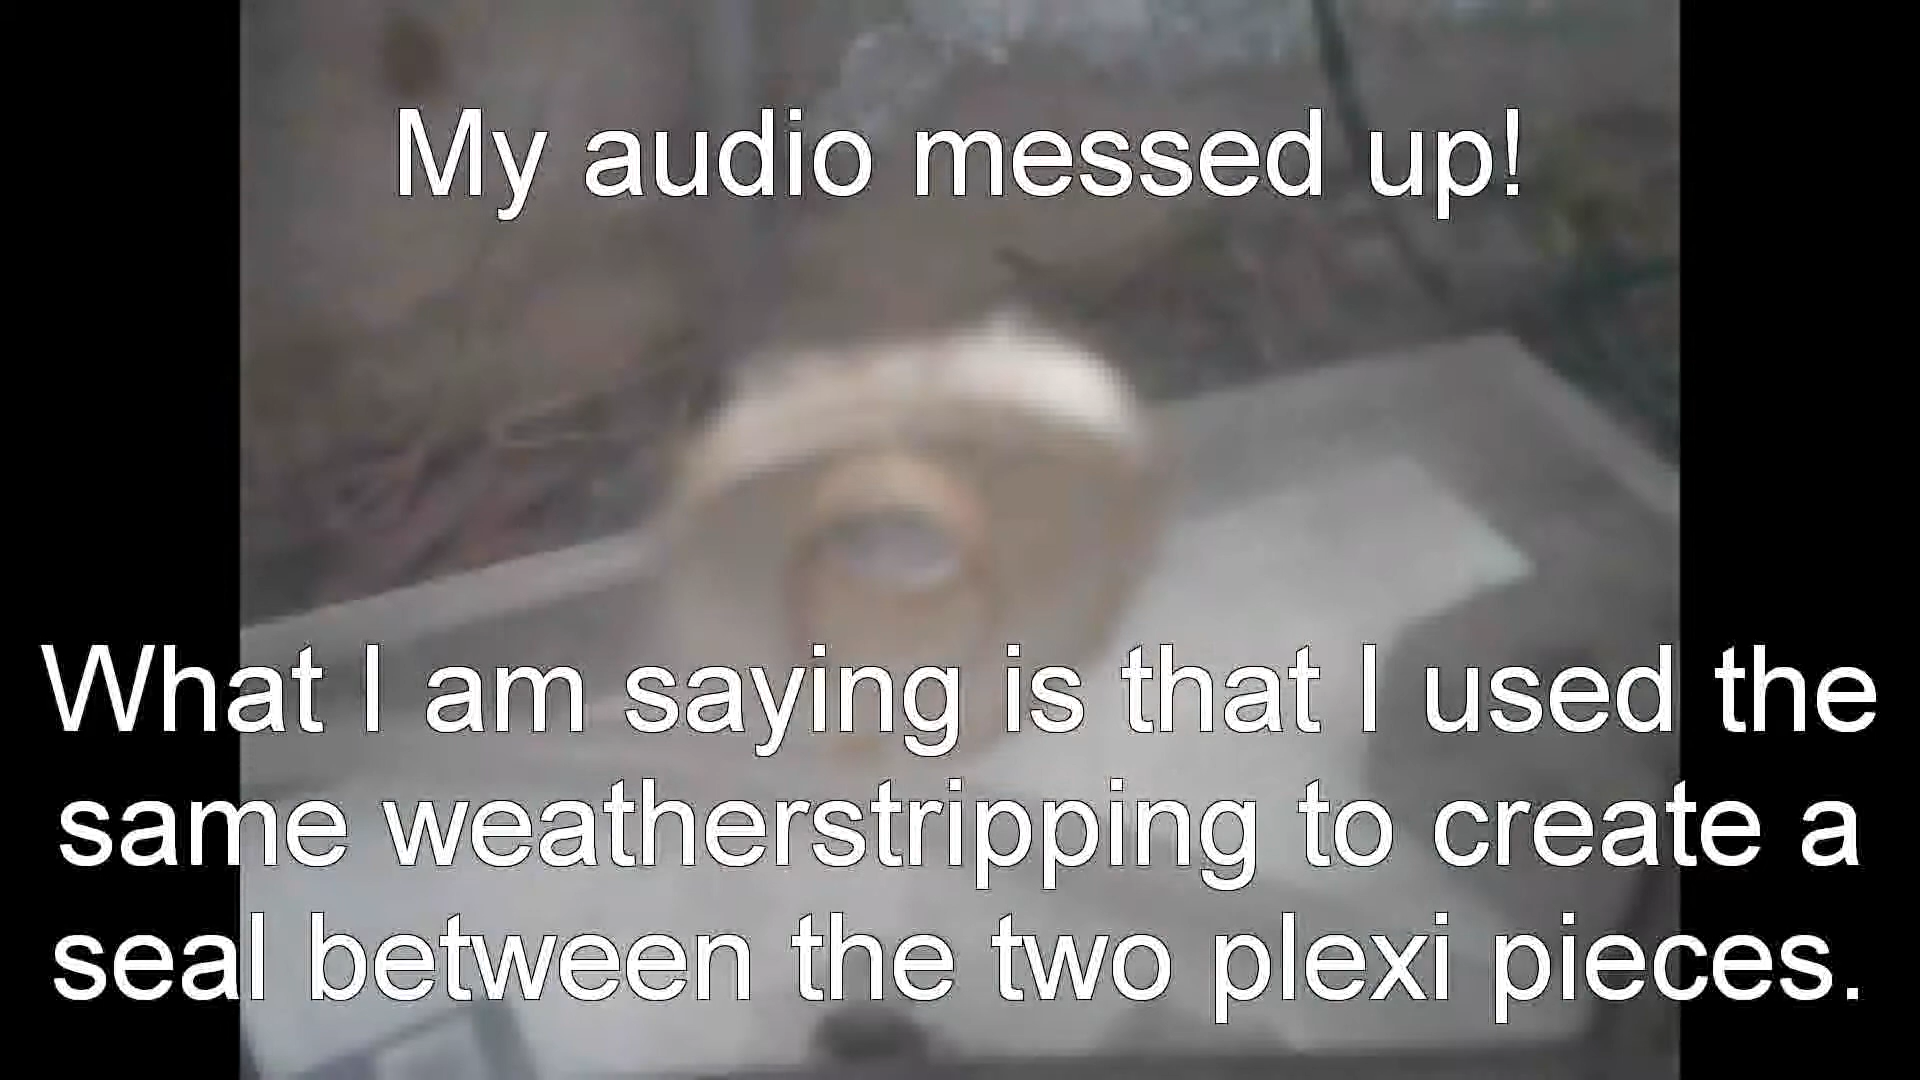 My audio messed up!
What I am saying is that I used the
same weatherstripping to create a
seal between the two plexi pieces.